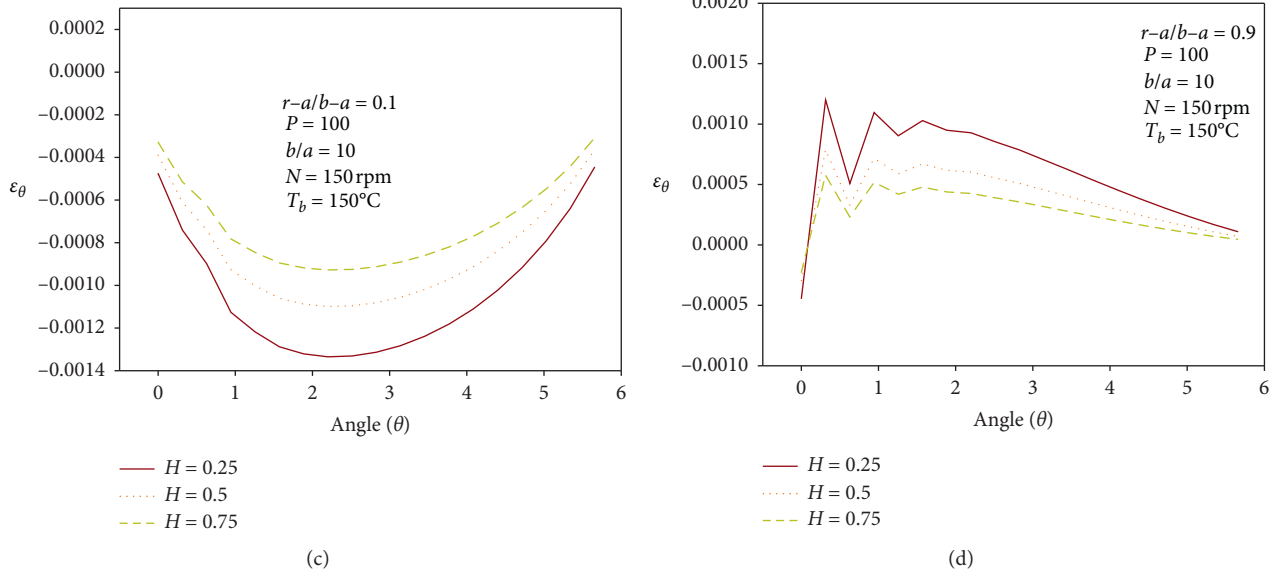 0.0002
0.0000
–0.0002
–0.0004
–0.0006
–0.0008
–0.0010
–0.0012
–0.0014
εθ
r–a/b–a = 0.1
P = 100
b/a = 10
N = 150 rpm
Tb = 150°C
0 1 2 3 4 5 6
Angle (θ)
H = 0.25
H = 0.5
H = 0.75
(c)
0.0020
0.0015
0.0010
0.0005
0.0000
–0.0005
–0.0010
εθ
r–a/b–a = 0.9
P = 100
b/a = 10
N = 150 rpm
Tb = 150°C
0 1 2 3 4 5 6
Angle (θ)
H = 0.25
H = 0.5
H = 0.75
(d)